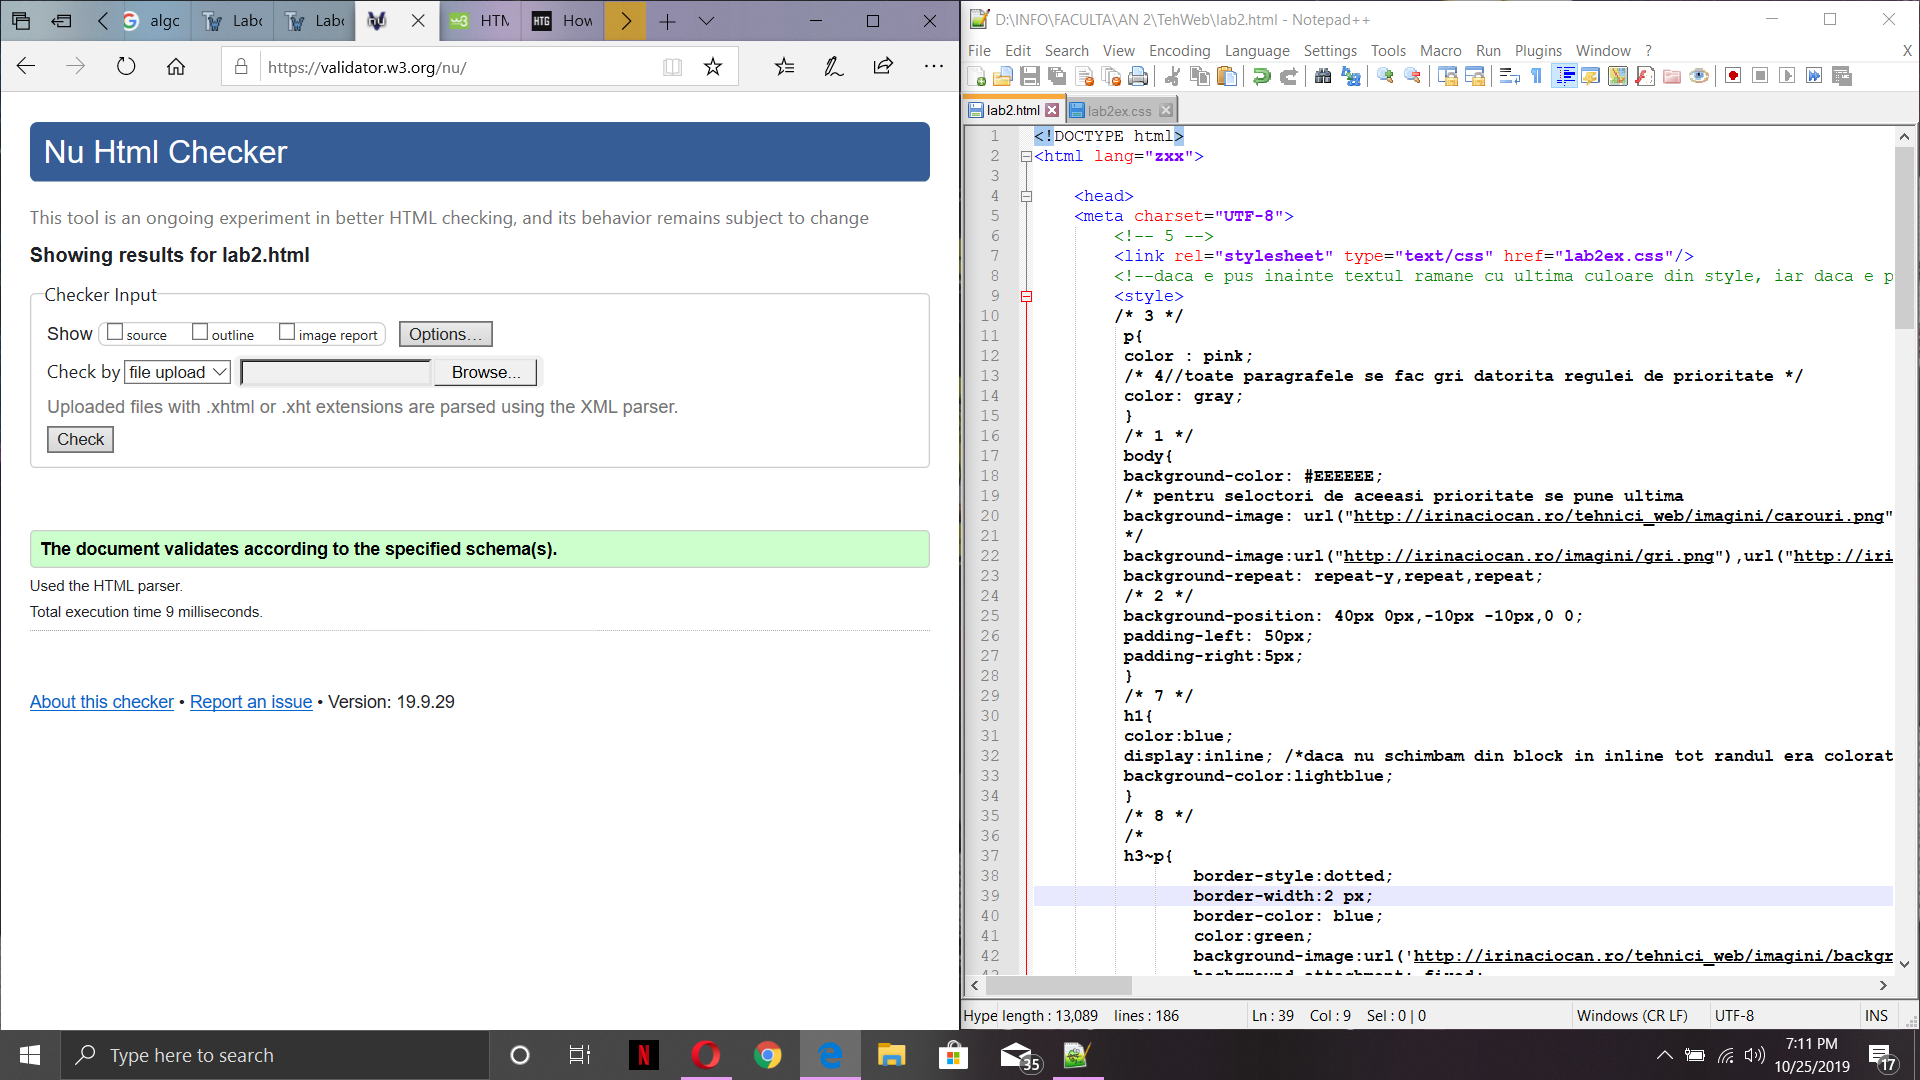 algc
Labc
Labc
HTM
HTG
How
https://validator.w3.org/nu/
Nu Html Checker
This tool is an ongoing experiment in better HTML checking, and its behavior remains subject to change
Showing results for lab2.html
Checker Input
Show source outline image report Options...
Check by file upload Browse...
Uploaded files with .xhtml or .xht extensions are parsed using the XML parser.
Check
The document validates according to the specified schema(s).
Used the HTML parser.
Total execution time 9 milliseconds.
About this checker • Report an issue • Version: 19.9.29
D:\INFO\FACULTA\AN 2\TehWeb\lab2.html - Notepad++
File Edit Search View Encoding Language Settings Tools Macro Run Plugins Window ? X
lab2.html lab2ex.css
1 <!DOCTYPE html>
2 <html lang="zxx">
3
4 <head>
5 <meta charset="UTF-8">
6 <!-- 5 -->
7 <link rel="stylesheet" type="text/css" href="lab2ex.css"/>
8 <!--daca e pus inainte textul ramane cu ultima culoare din style, iar daca e p
9 <style>
10 /* 3 */
11 p{
12 color : pink;
13 /* 4//toate paragrafele se fac gri datorita regulei de prioritate */
14 color: gray;
15 }
16 /* 1 */
17 body{
18 background-color: #EEEEEE;
19 /* pentru seloctori de aceeasi prioritate se pune ultima
20 background-image: url("http://irinaciocan.ro/tehnici_web/imagini/carouri.png"
21 */
22 background-image:url("http://irinaciocan.ro/imagini/gri.png"),url("http://iri
23 background-repeat: repeat-y,repeat,repeat;
24 /* 2 */
25 background-position: 40px 0px,-10px -10px,0 0;
26 padding-left: 50px;
27 padding-right:5px;
28 }
29 /* 7 */
30 h1{
31 color:blue;
32 display:inline; /*daca nu schimbam din block in inline tot randul era colorat
33 background-color:lightblue;
34 }
35 /* 8 */
36 /*
37 h3~p{
38 border-style:dotted;
39 border-width:2 px;
40 border-color: blue;
41 color:green;
42 background-image:url('http://irinaciocan.ro/tehnici_web/imagini/backgr
43 background-attachment: fixed;
Hype length : 13,089 lines : 186 Ln : 39 Col : 9 Sel : 0 | 0 Windows (CR LF) UTF-8 INS
Type here to search
N
35
7:11 PM
10/25/2019
17